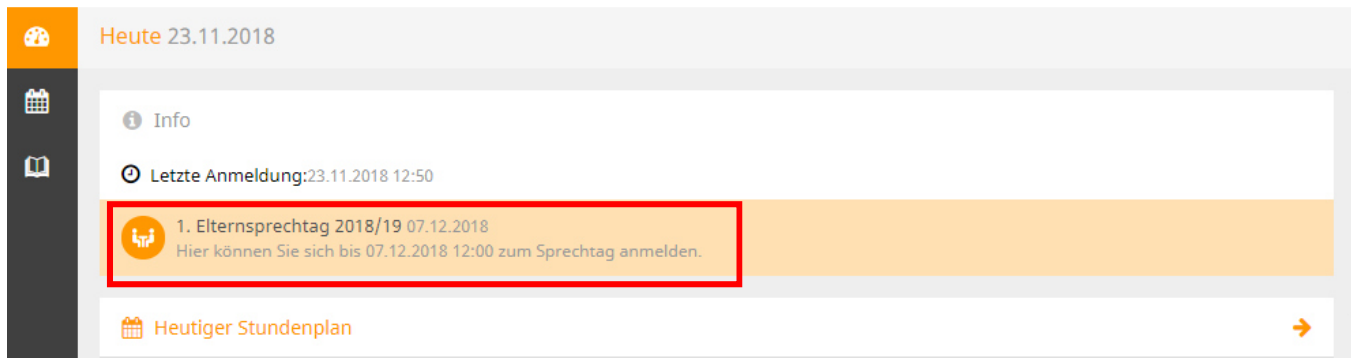 Heute 23.11.2018
Info
Letzte Anmeldung:23.11.2018 12:50
1. Elternsprechtag 2018/19 07.12.2018
Hier können Sie sich bis 07.12.2018 12:00 zum Sprechtag anmelden.
Heutiger Stundenplan